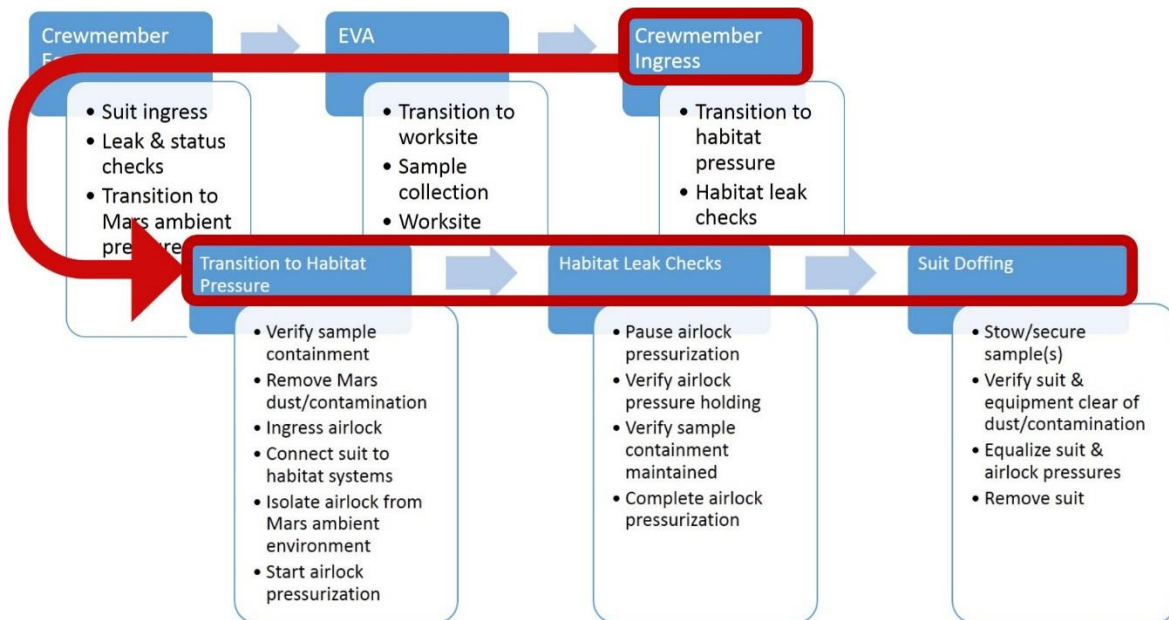 Crewmember
EVA
Crewmember
Ingress
• Suit ingress
• Leak & status
checks
• Transition to
Mars ambient
• Transition to
worksite
• Sample
collection
• Worksite
• Transition to
habitat
pressure
• Habitat leak
checks
Transition to Habitat
Pressure
Habitat Leak Checks
Suit Doffing
• Verify sample
containment
• Remove Mars
dust/contamination
• Ingress airlock
• Connect suit to
habitat systems
• Isolate airlock from
Mars ambient
environment
• Start airlock
pressurization
• Pause airlock
pressurization
• Verify airlock
pressure holding
• Verify sample
containment
maintained
• Complete airlock
pressurization
• Stow/secure
sample(s)
• Verify suit &
equipment clear of
dust/contamination
• Equalize suit &
airlock pressures
• Remove suit